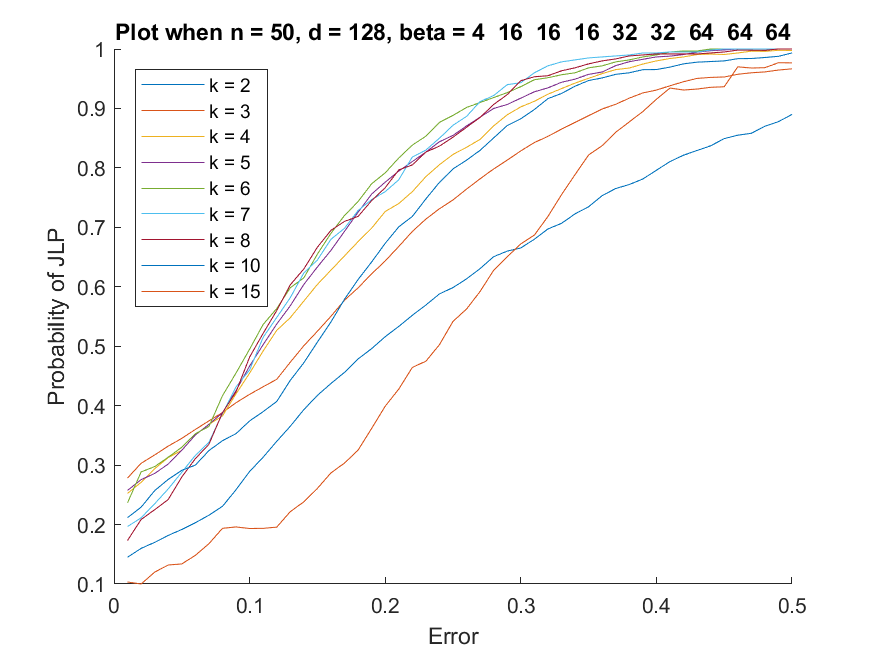 Plot when n = 50, d = 128, beta = 4 16 16 16 32 32 64 64 64
1
0.9
0.8
0.7
0.6
0.5
0.4
0.3
0.2
0.1
Probability of JLP
k = 2
k = 3
k = 4
k = 5
k = 6
k = 7
k = 8
k = 10
k = 15
0
0.1
0.2
0.3
0.4
0.5
Error